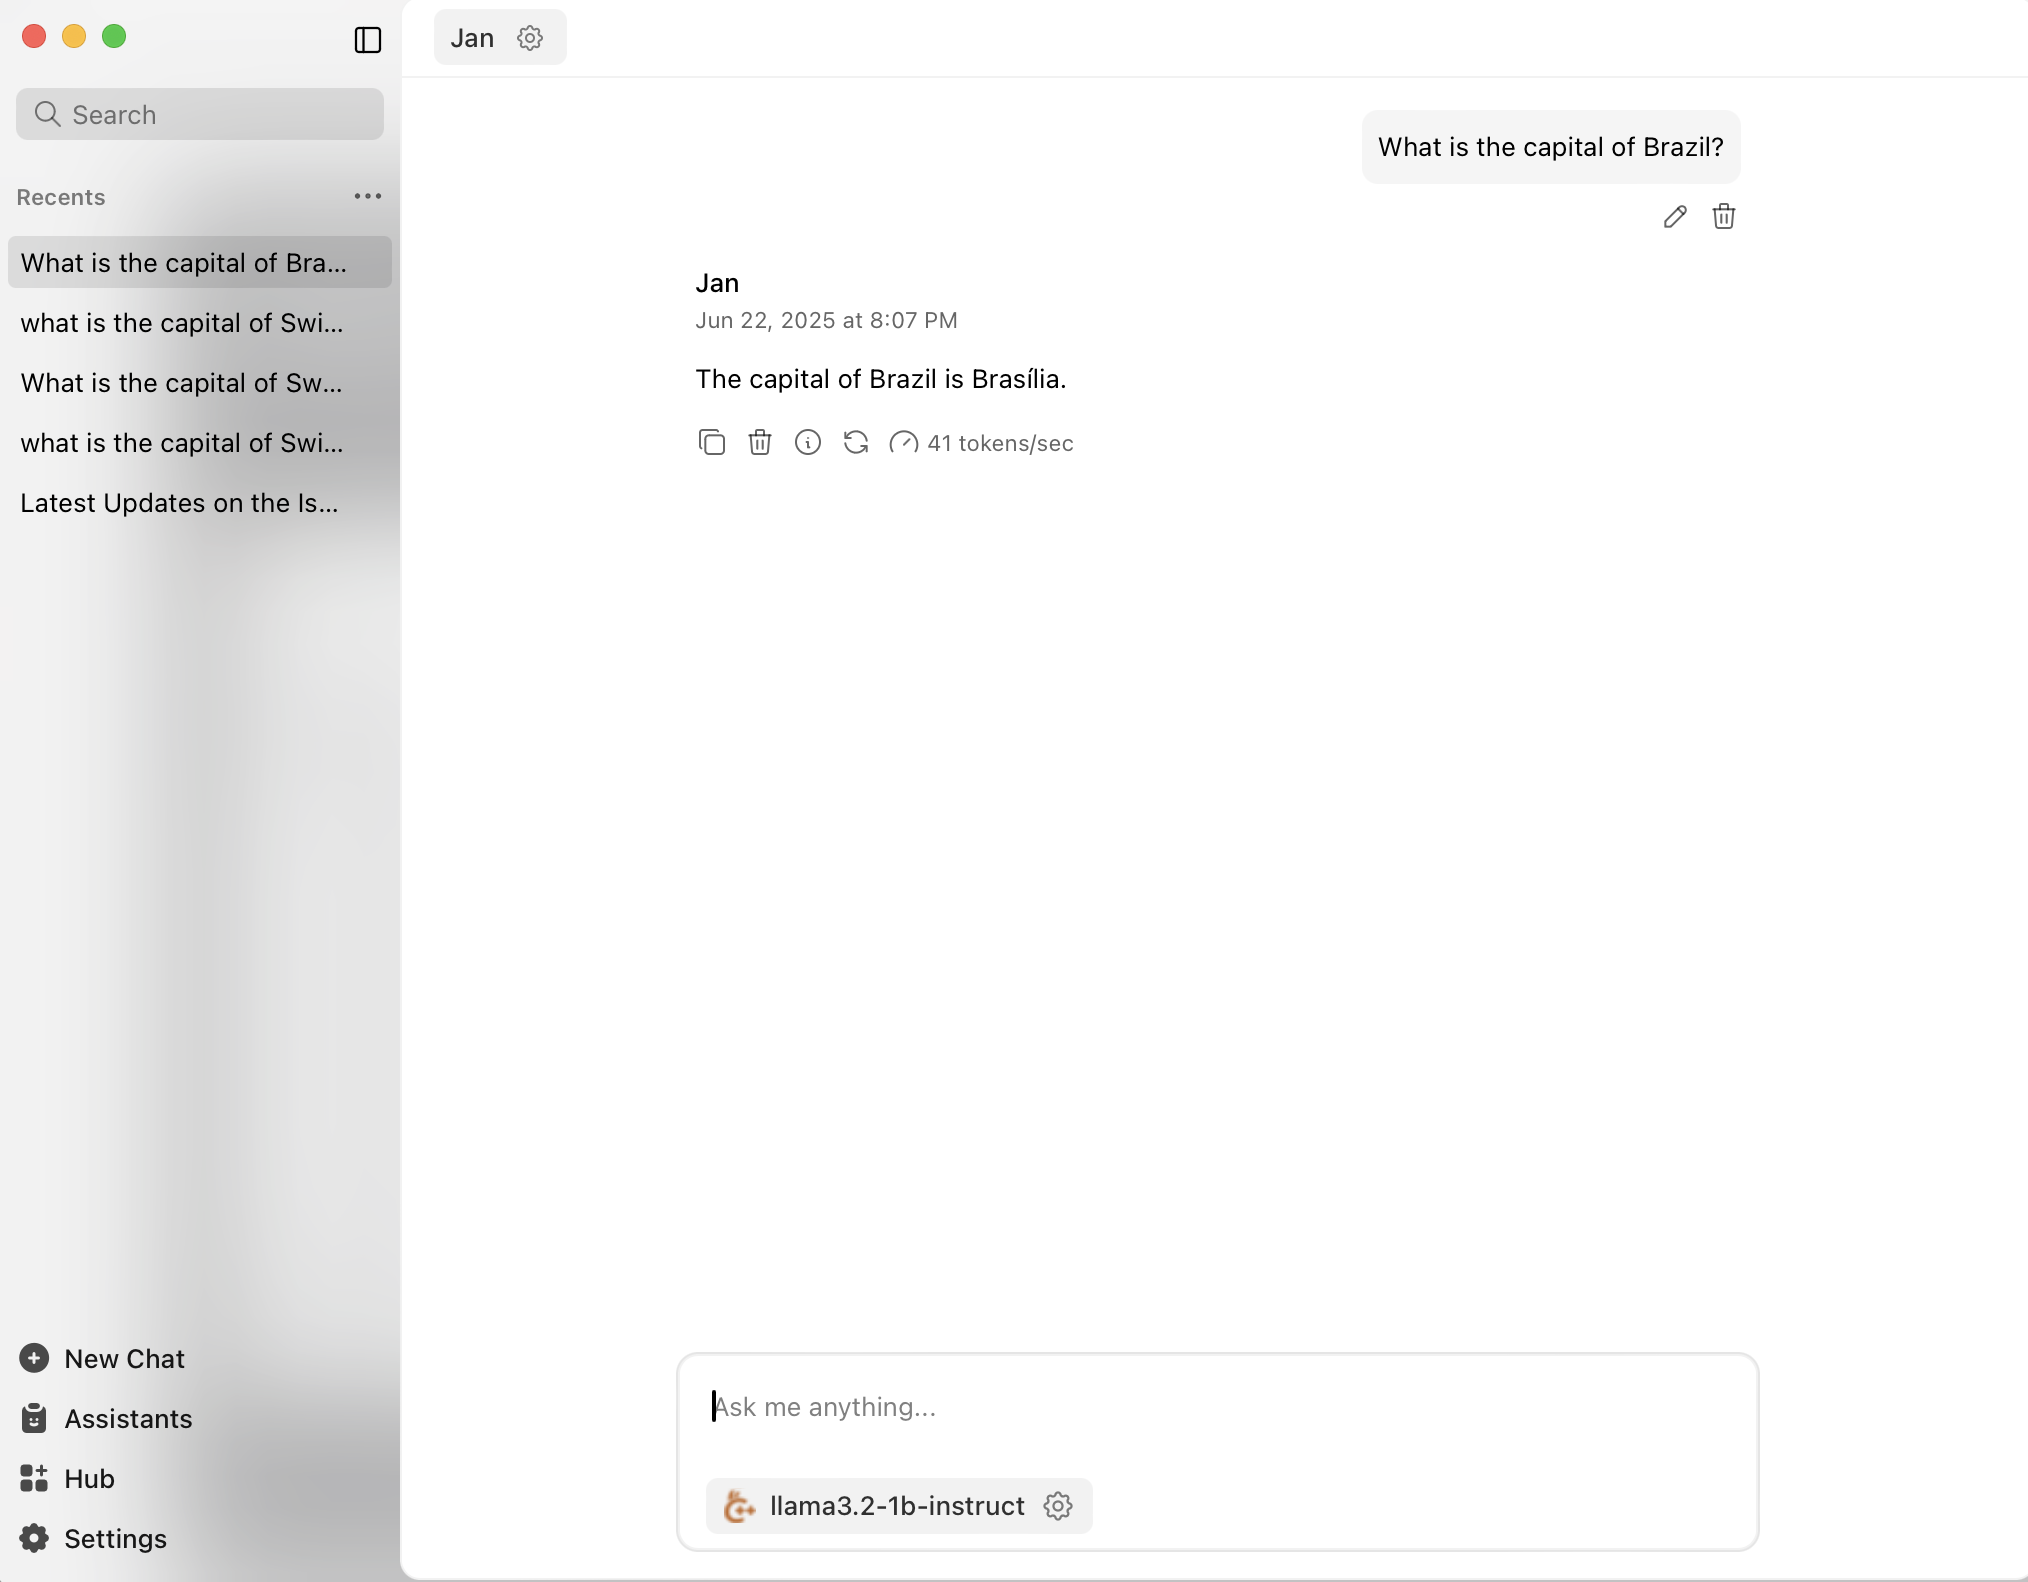 Search
Recents
What is the capital of Bra...
what is the capital of Swi...
What is the capital of Sw...
what is the capital of Swi...
Latest Updates on the Is...
New Chat
Assistants
Hub
Settings
Jan
What is the capital of Brazil?
Jan
Jun 22, 2025 at 8:07 PM
The capital of Brazil is Brasília.
41 tokens/sec
Ask me anything...
llama3.2-1b-instruct